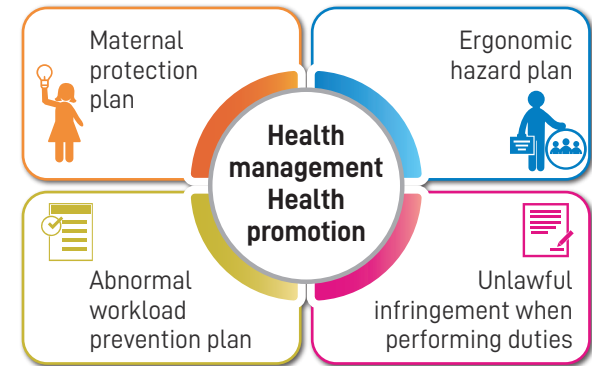 Maternal
protection
plan
Ergonomic
hazard plan
Health
management
Health
promotion
Abnormal
workload
prevention plan
Unlawful
infringement when
performing duties